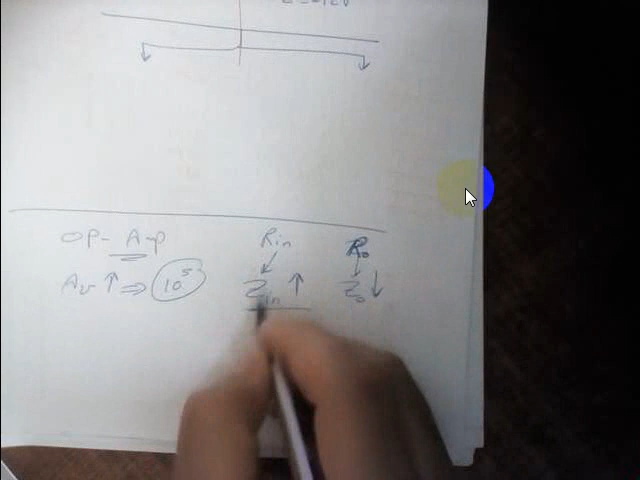 OP-Amp Rin Ro
Av ↑ ⇒ 10⁵ Zin ↑ Zo ↓